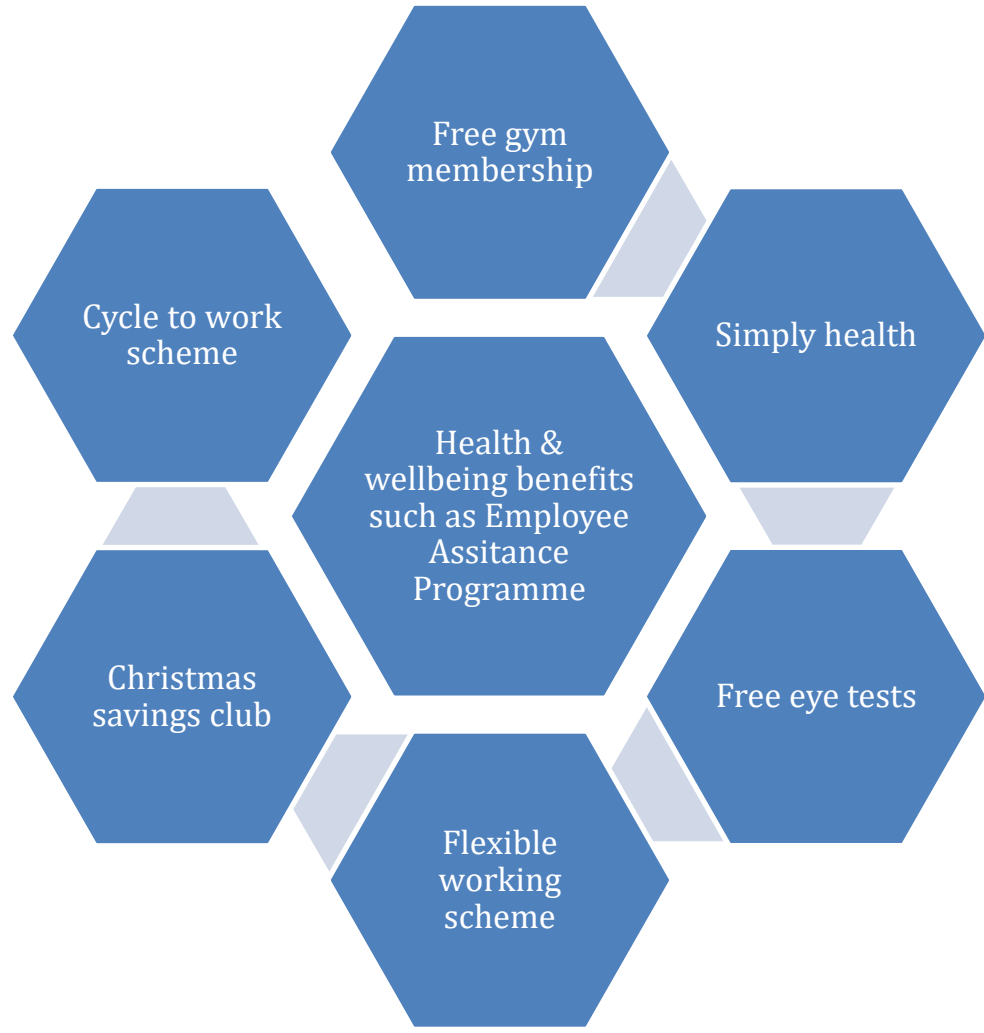 Free gym
membership
Simply health
Free eye tests
Flexible
working
scheme
Christmas
savings club
Cycle to work
scheme
Health &
wellbeing benefits
such as Employee
Assitance
Programme